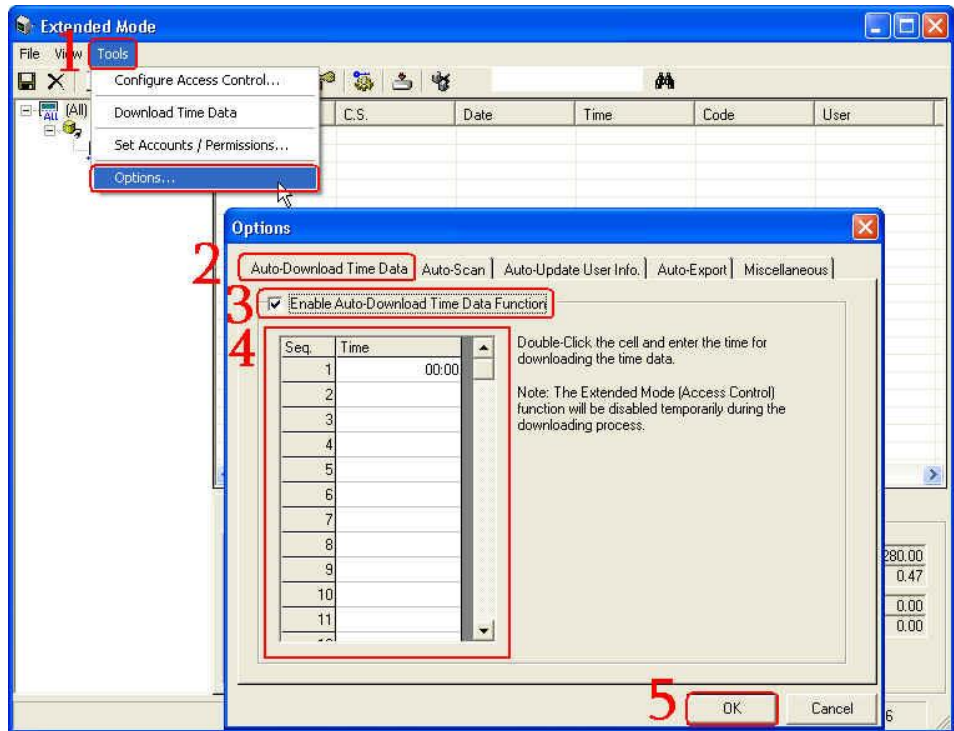 Extended Mode
1
File View Tools
Configure Access Control...
Download Time Data
Set Accounts / Permissions...
Options...
ALL (All)
C.S. Date Time Code User
Options
2
Auto-Download Time Data Auto-Scan Auto-Update User Info. Auto-Export Miscellaneous
3
Enable Auto-Download Time Data Function
4
Seq. Time
1 00:00
2
3
4
5
6
7
8
9
10
11
Double-Click the cell and enter the time for
downloading the time data.
Note: The Extended Mode (Access Control)
function will be disabled temporarily during the
downloading process.
280.00
0.47
0.00
0.00
5
OK Cancel
6